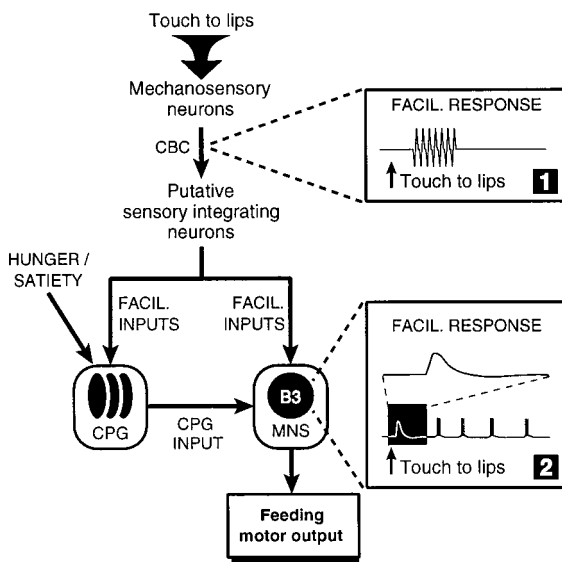 Touch to lips
Mechanosensory
neurons
CBC
Putative
sensory integrating
neurons
HUNGER /
SATIETY
FACIL.
INPUTS
FACIL.
INPUTS
CPG
CPG
INPUT
B3
MNS
Feeding
motor output
FACIL. RESPONSE
Touch to lips
1
FACIL. RESPONSE
Touch to lips
2